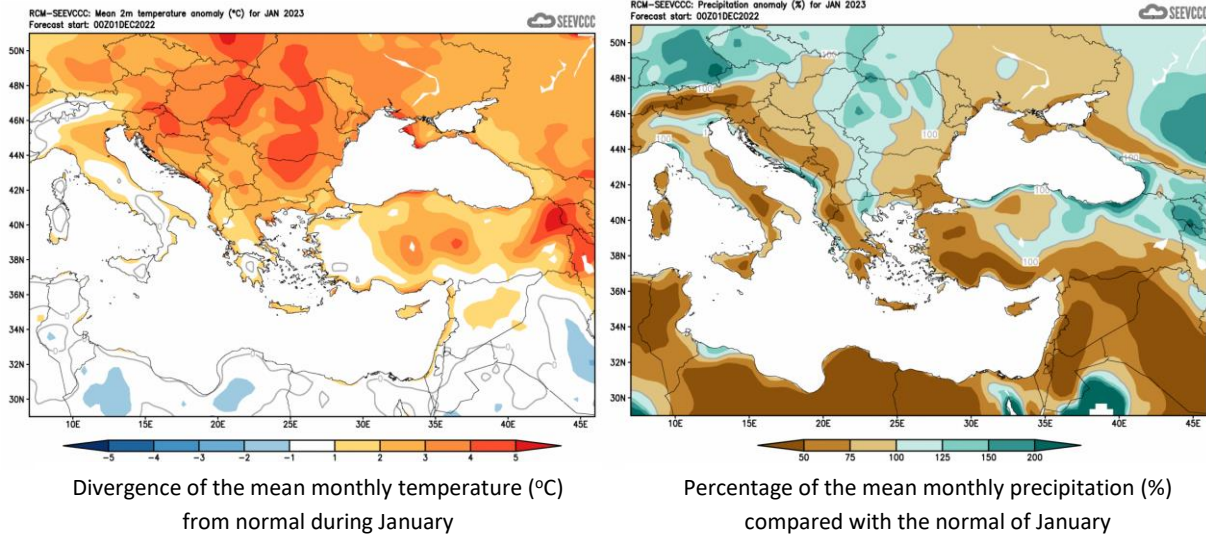 RCM-SEEVCCC: Mean 2m temperature anomaly (°C) for JAN 2023
Forecast start: 00Z01DEC2022
SEEVCCC
50N
48N
46N
44N
42N
40N
38N
36N
34N
32N
30N
10E 15E 20E 25E 30E 35E 40E 45E
-5 -4 -3 -2 -1 1 2 3 4 5
Divergence of the mean monthly temperature (°C)
from normal during January
RCM-SEEVCCC: Precipitation anomaly (%) for JAN 2023
Forecast start: 00Z01DEC2022
SEEVCCC
50N
48N
46N
44N
42N
40N
38N
36N
34N
32N
30N
100
100
100
100
100
100
100
10E 15E 20E 25E 30E 35E 40E 45E
50 75 100 125 150 200
Percentage of the mean monthly precipitation (%)
compared with the normal of January